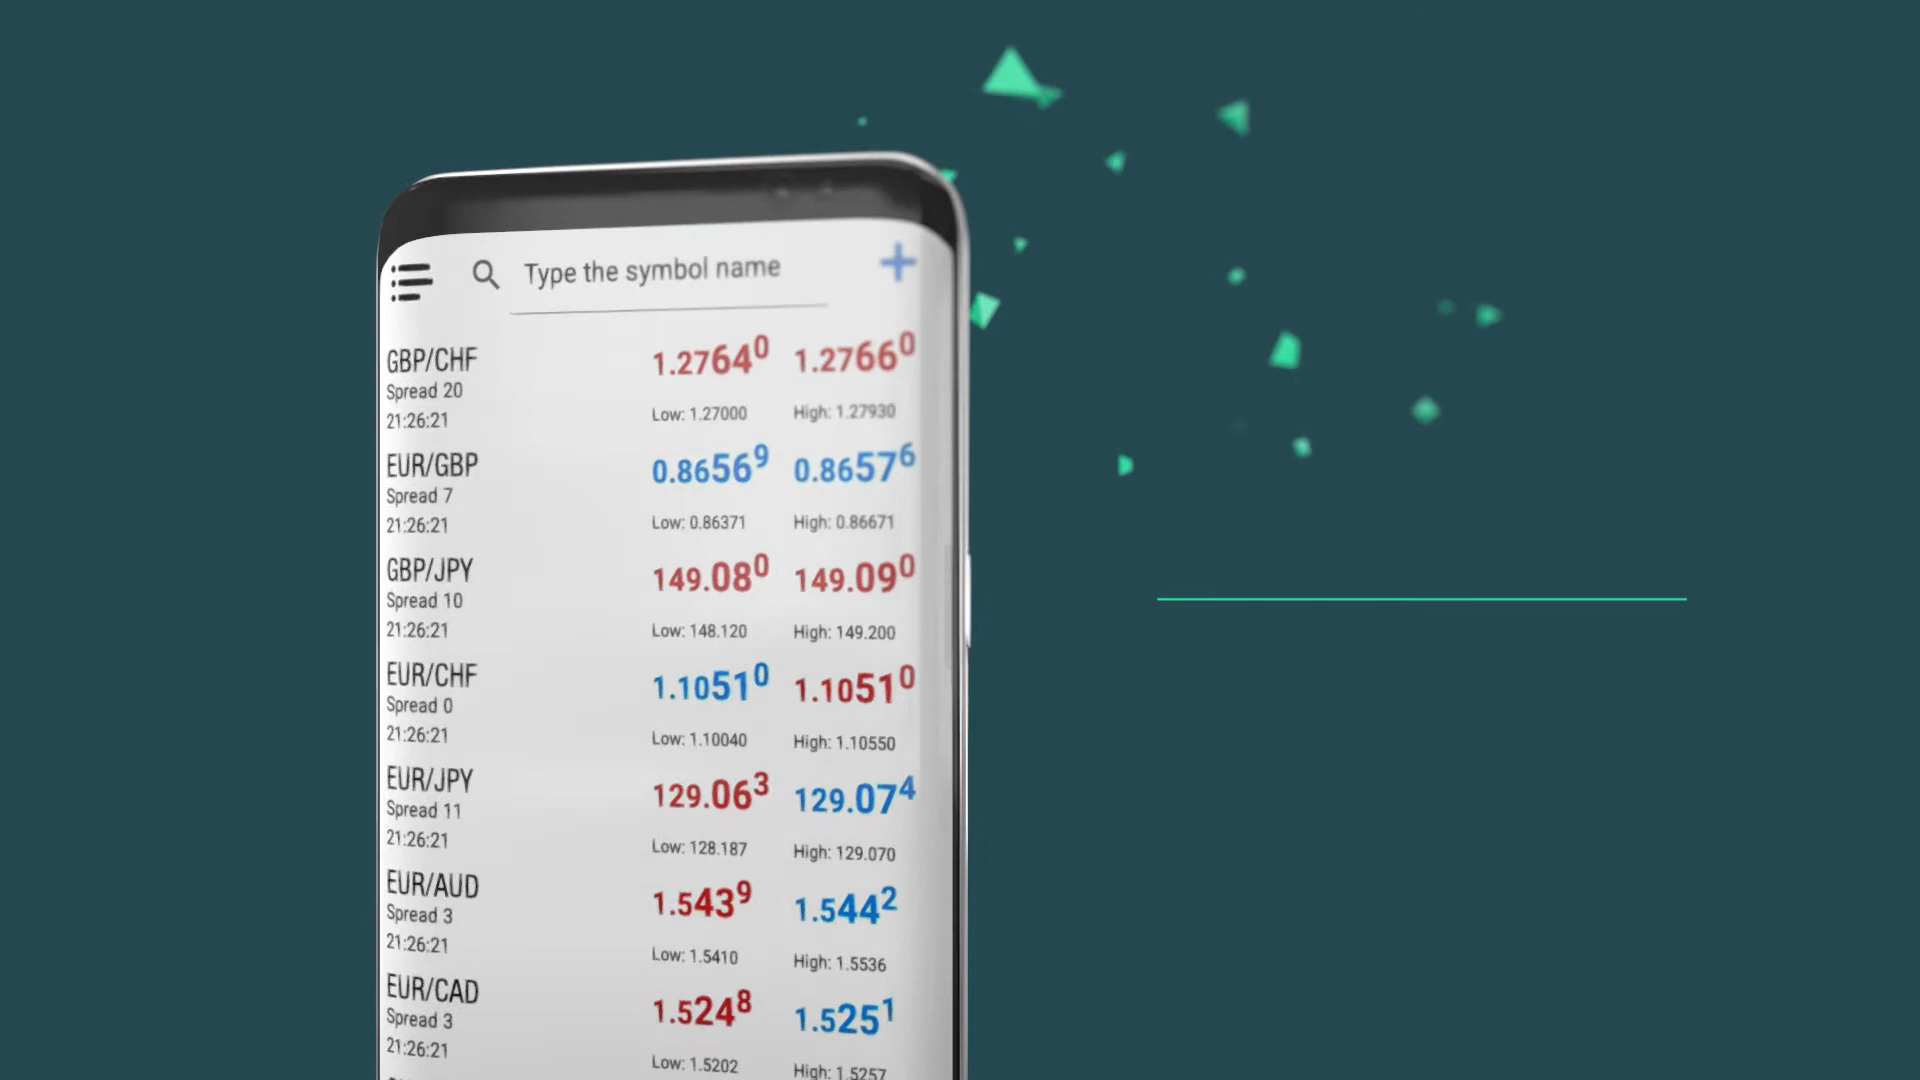 Type the symbol name
GBP/CHF
Spread 20
21:26:21
1.27640
1.27660
Low: 1.27000
High: 1.27930
EUR/GBP
Spread 7
21:26:21
0.86569
0.86576
Low: 0.86371
High: 0.86671
GBP/JPY
Spread 10
21:26:21
149.080
149.090
Low: 148.120
High: 149.200
EUR/CHF
Spread 0
21:26:21
1.10510
1.10510
Low: 1.10040
High: 1.10550
EUR/JPY
Spread 11
21:26:21
129.063
129.074
Low: 128.187
High: 129.070
EUR/AUD
Spread 3
21:26:21
1.5439
1.5442
Low: 1.5410
High: 1.5536
EUR/CAD
Spread 3
21:26:21
1.5248
1.5251
Low: 1.5202
High: 1.5257